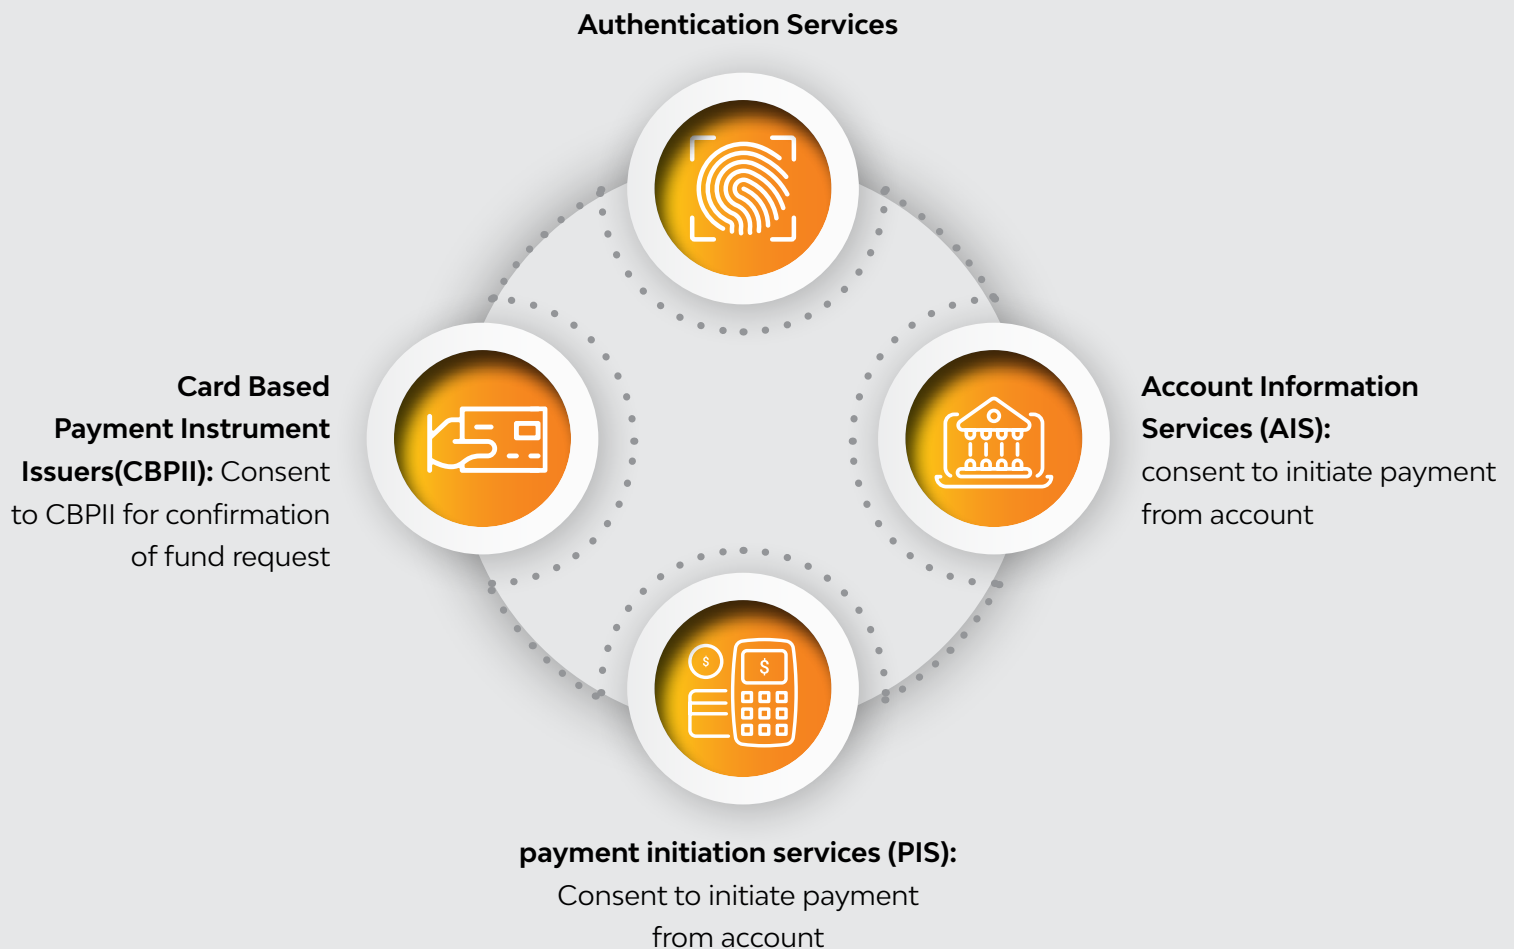 Authentication Services
Card Based
Payment Instrument
Issuers(CBPII): Consent
to CBPII for confirmation
of fund request
Account Information
Services (AIS):
consent to initiate payment
from account
$
$
payment initiation services (PIS):
Consent to initiate payment
from account